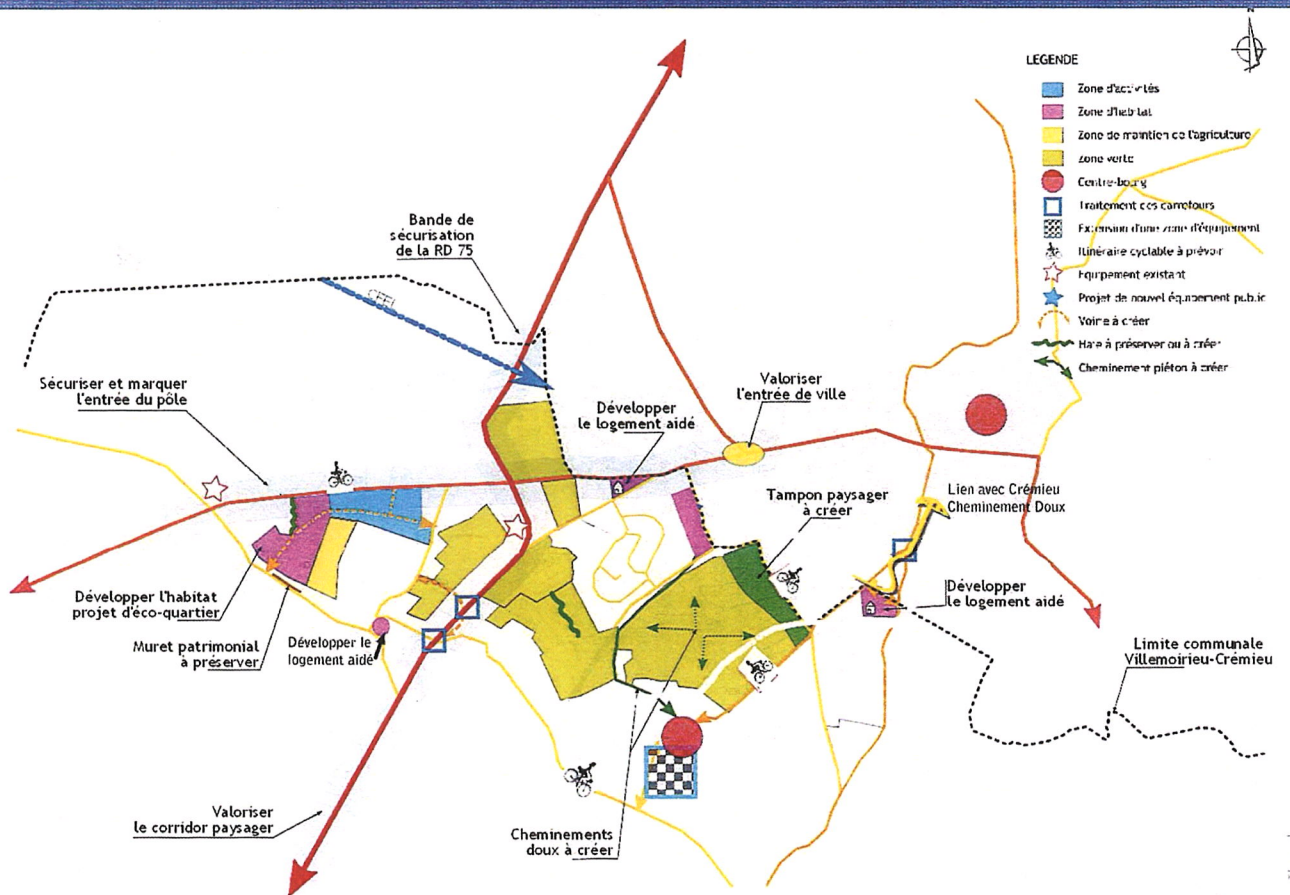 N
LEGENDE
Zone d'activités
Zone d'habitat
Zone de maintien de l'agriculture
Zone verte
Centre-bourg
Traitement des carrefours
Extension d'une zone d'équipement
Itinéraire cyclable à prévoir
Equipement existant
Projet de nouvel équipement public
Voirie à créer
Haie à préserver ou à créer
Cheminement piéton à créer
Bande de
sécurisation
de la RD 75
Sécuriser et marquer
l'entrée du pôle
Développer
le logement aidé
Valoriser
l'entrée de ville
Tampon paysager
à créer
Lien avec Crémieu
Cheminement Doux
Développer l'habitat
projet d'éco-quartier
Muret patrimonial
à préserver
Développer le
logement aidé
Développer
le logement aidé
Limite communale
Villemoirieu-Crémieu
Valoriser
le corridor paysager
Cheminements
doux à créer